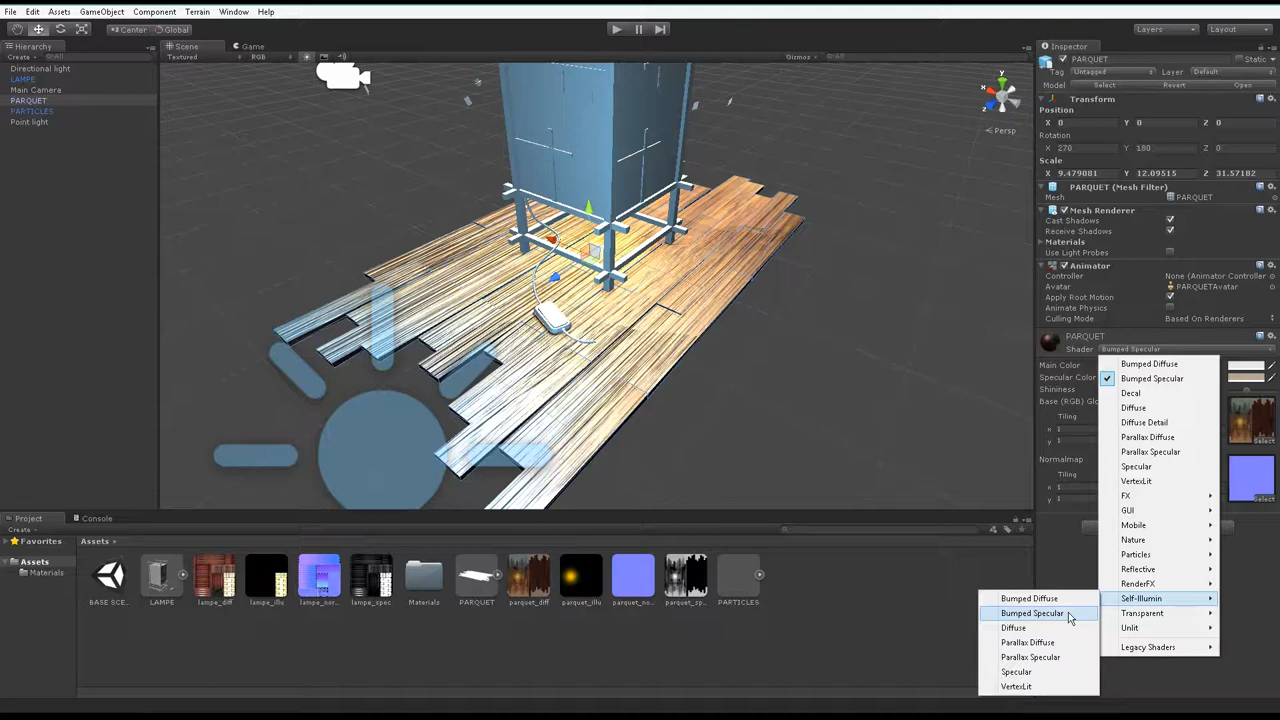 File Edit Assets GameObject Component Terrain Window Help
Center Global
Layers Layout
Hierarchy
Create
All
Directional light
LAMPE
Main Camera
PARQUET
PARTICLES
Point light
Scene Game
Textured RGB Gizmos All
y
x
z
Persp
Inspector
PARQUET Static
Tag Untagged Layer Default
Model Select Revert Open
Transform
Position
X 0 Y 0 Z 0
Rotation
X 270 Y 180 Z 0
Scale
X 9.479081 Y 12.09515 Z 31.57182
PARQUET (Mesh Filter)
Mesh PARQUET
Mesh Renderer
Cast Shadows
Receive Shadows
Materials
Use Light Probes
Animator
Controller None (Animator Controller
Avatar PARQUETAvatar
Apply Root Motion
Animate Physics
Culling Mode Based On Renderers
PARQUET
Shader Bumped Specular
Main Color
Specular Color
Shininess
Base (RGB) Glo
Tiling
x 1
y 1
Select
Normalmap
Tiling
x 1
y 1
Select
Bumped Diffuse
Bumped Specular
Decal
Diffuse
Diffuse Detail
Parallax Diffuse
Parallax Specular
Specular
VertexLit
FX
GUI
Mobile
Nature
Particles
Reflective
RenderFX
Self-Illumin
Transparent
Unlit
Legacy Shaders
Bumped Diffuse
Bumped Specular
Diffuse
Parallax Diffuse
Parallax Specular
Specular
VertexLit
Project Console
Create
Favorites
Assets
Materials
Assets
BASE SCE... LAMPE lampe_diff lampe_illu lampe_nor... lampe_spec Materials PARQUET parquet_diff parquet_illu parquet_no... parquet_sp... PARTICLES